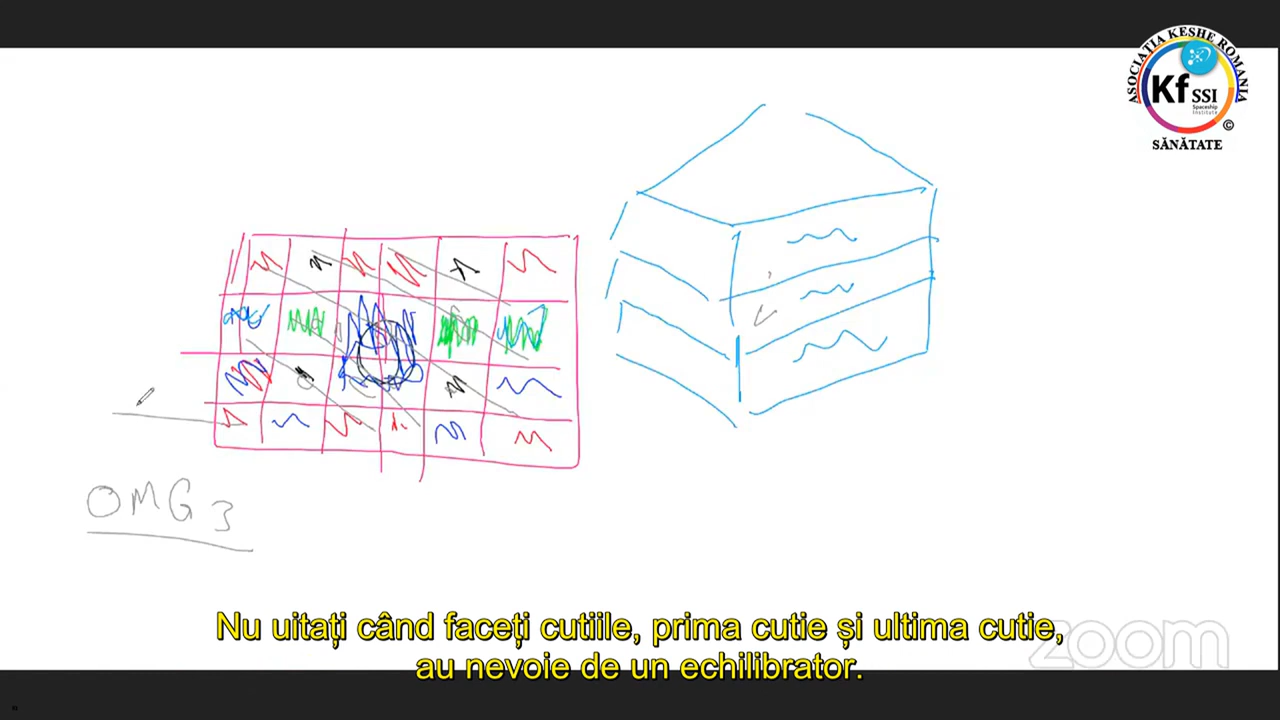 ASOCIAȚIA KESHE ROMANIA
Kf SSI
Spaceship
Institute
©
SĂNĂTATE
OMG 3
Nu uitați când faceți cutiile, prima cutie și ultima cutie,
au nevoie de un echilibrator.
zoom